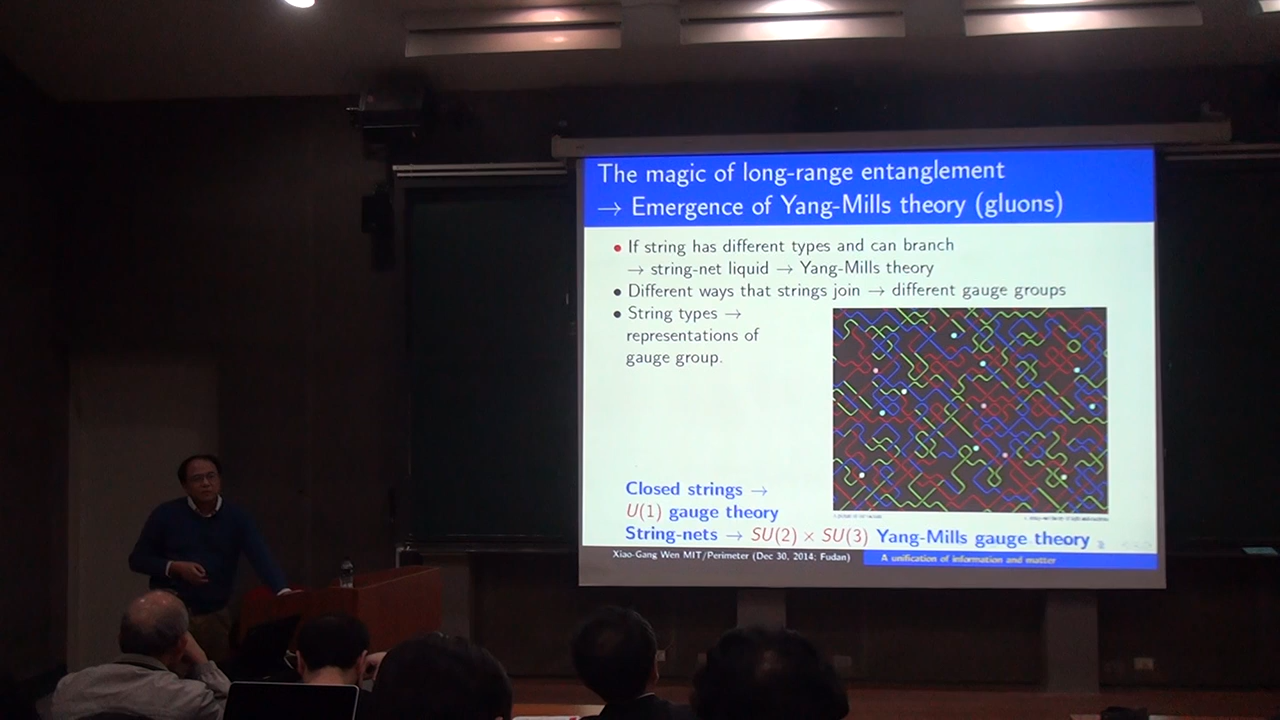 The magic of long-range entanglement
→ Emergence of Yang-Mills theory (gluons)
• If string has different types and can branch
→ string-net liquid → Yang-Mills theory
• Different ways that strings join → different gauge groups
• String types →
representations of
gauge group.
Closed strings →
U(1) gauge theory
String-nets → SU(2) × SU(3) Yang-Mills gauge theory
Xiao-Gang Wen MIT/Perimeter (Dec 30, 2014; Fudan)
A unification of information and matter